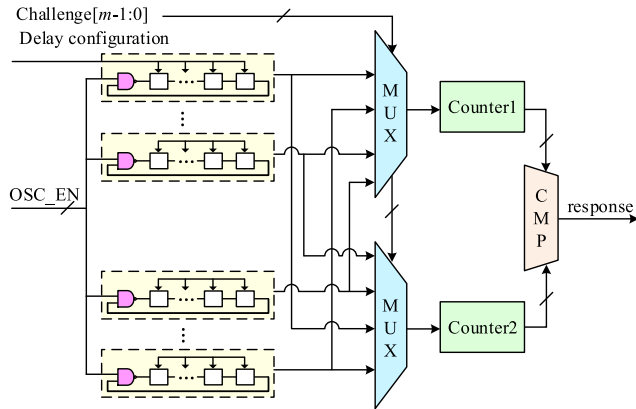 Challenge[m-1:0]
Delay configuration
OSC_EN
MUX
MUX
Counter1
Counter2
CMP
response